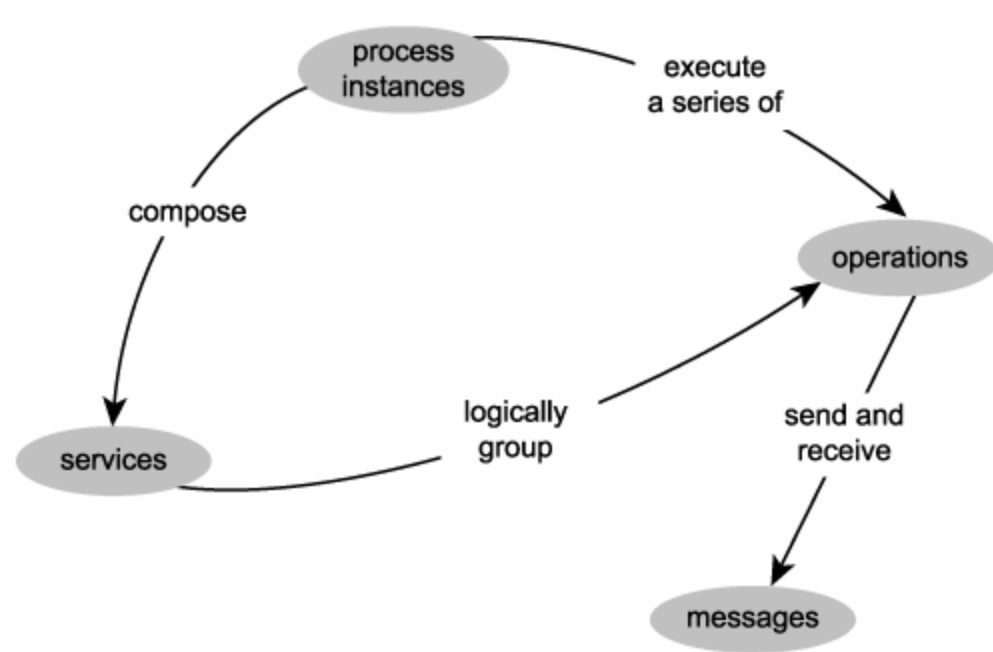 process
instances
execute
a series of
compose
operations
logically
group
send and
receive
services
messages